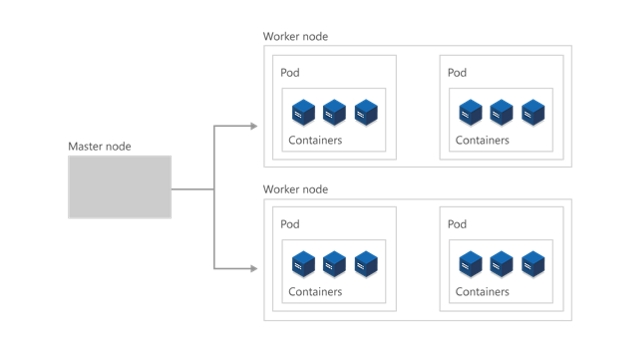 Worker node
Pod
Pod
Containers
Containers
Master node
Worker node
Pod
Pod
Containers
Containers